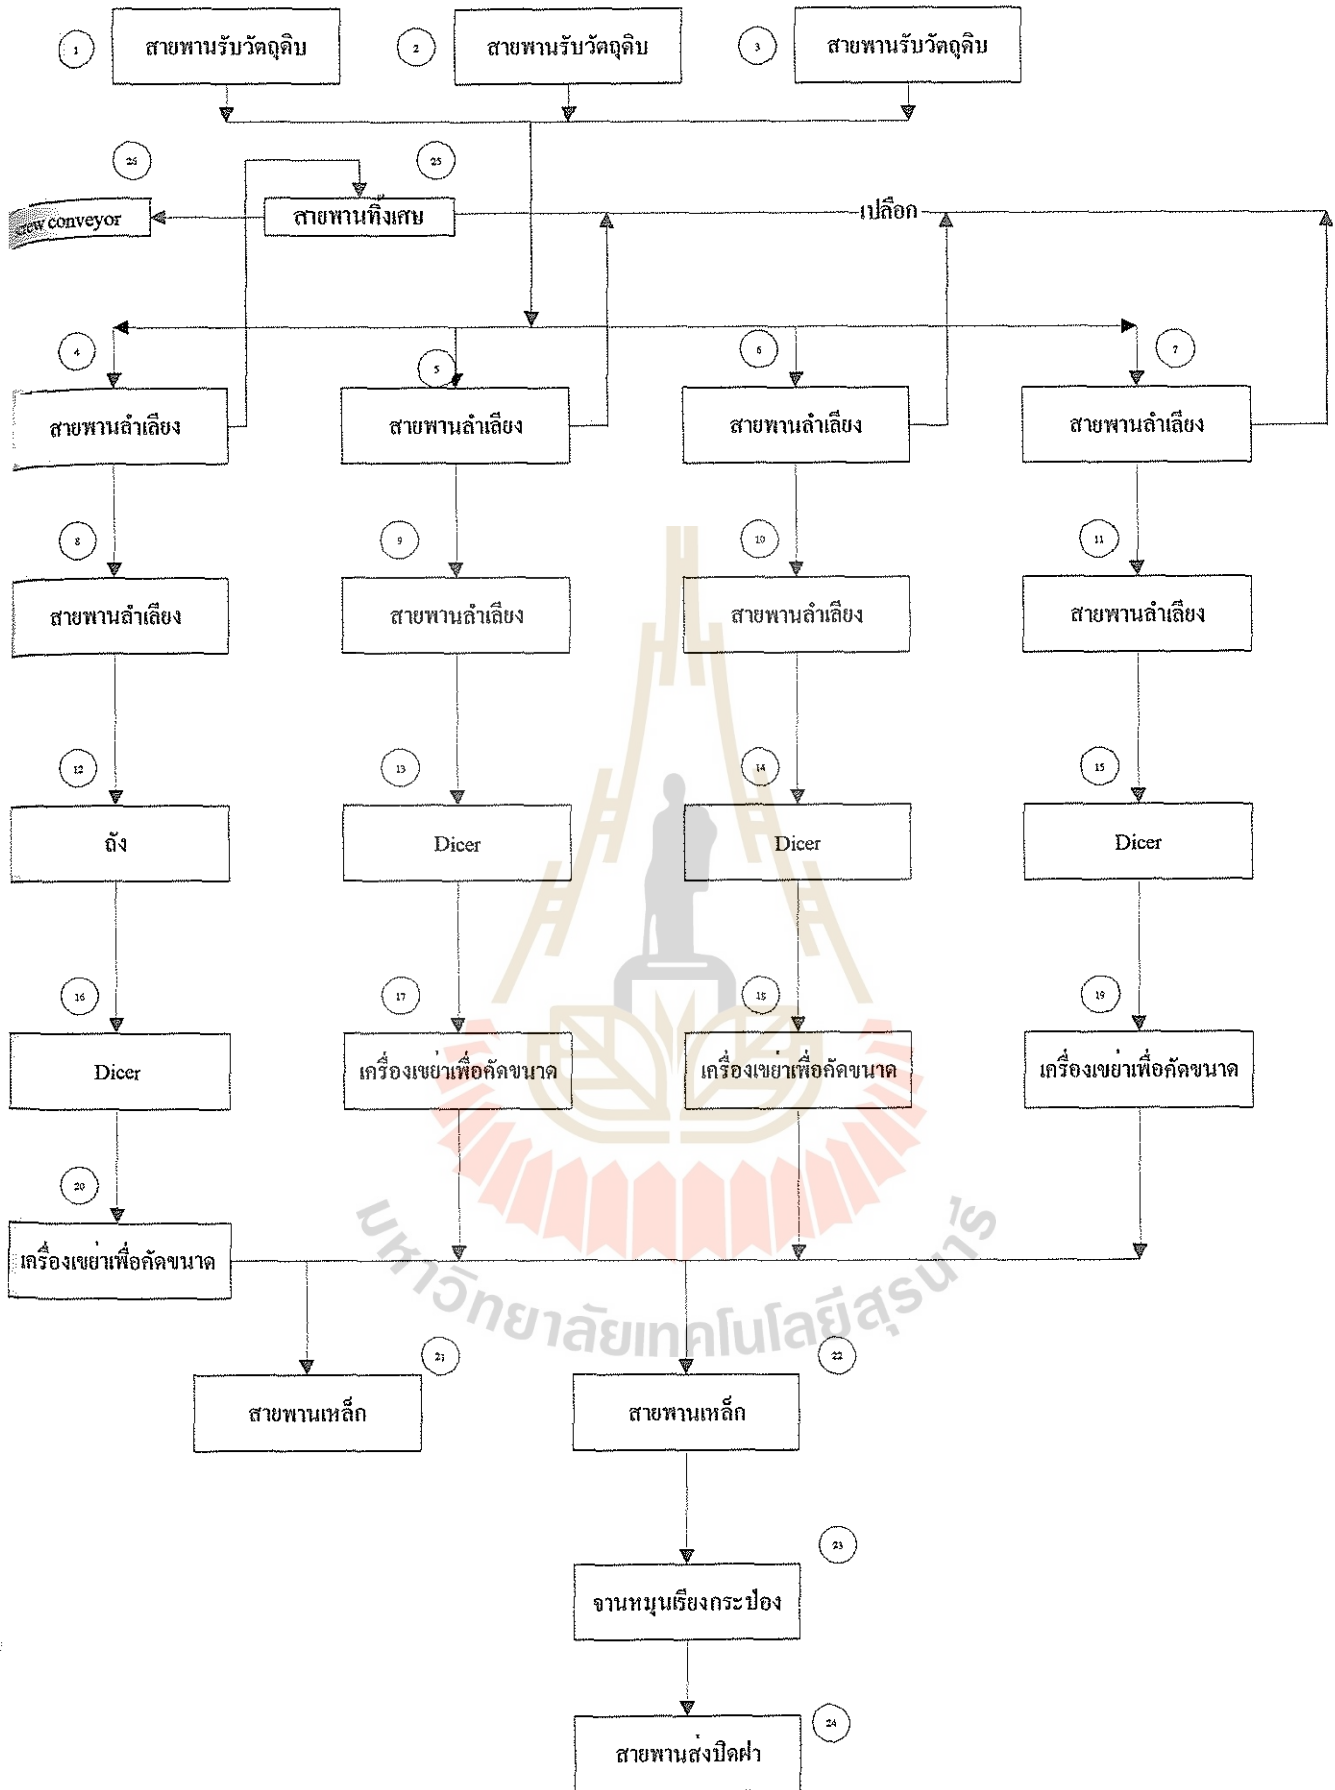 1 สายพานรับวัตถุดิบ 2 สายพานรับวัตถุดิบ 3 สายพานรับวัตถุดิบ
26 25
conveyor สายพานทิ้งเศษ เปลือก
4 5 6 7
สายพานลำเลียง สายพานลำเลียง สายพานลำเลียง สายพานลำเลียง
8 9 10 11
สายพานลำเลียง สายพานลำเลียง สายพานลำเลียง สายพานลำเลียง
12 13 14 15
ถัง Dicer Dicer Dicer
16 17 18 19
Dicer เครื่องเขย่าเพื่อคัดขนาด เครื่องเขย่าเพื่อคัดขนาด เครื่องเขย่าเพื่อคัดขนาด
20
เครื่องเขย่าเพื่อคัดขนาด
มหาวิทยาลัยเทคโนโลยีสุรนารี
21 22
สายพานเหล็ก สายพานเหล็ก
23
จานหมุนเรียงกระป๋อง
24
สายพานส่งปิดฝา